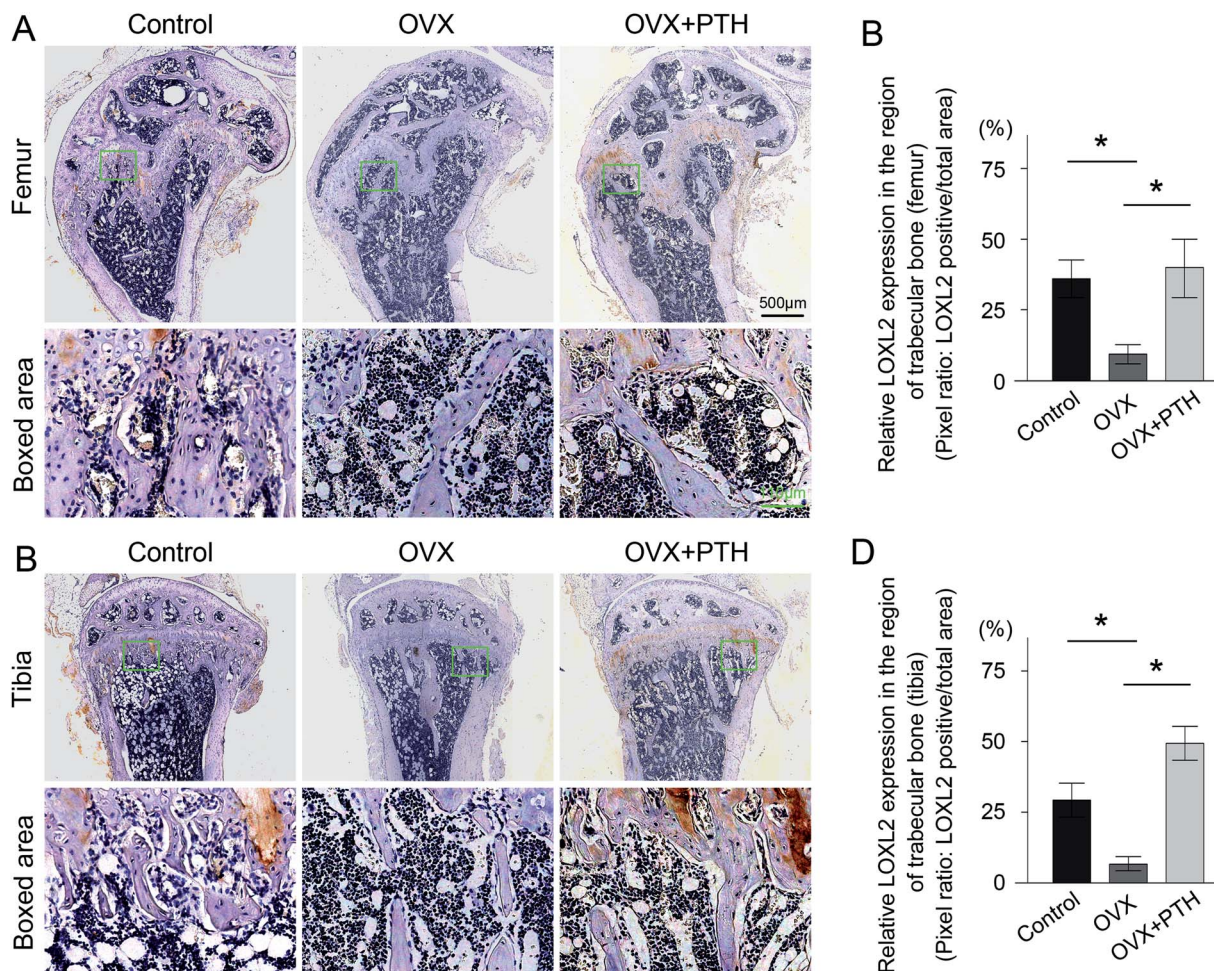 A
Control
OVX
OVX+PTH
Femur
500μm
Boxed area
B
Relative LOXL2 expression in the region
of trabecular bone (femur)
(Pixel ratio: LOXL2 positive/total area)
(%)
75
50
25
0
*
*
Control
OVX
OVX+PTH
B
Control
OVX
OVX+PTH
Tibia
Boxed area
D
Relative LOXL2 expression in the region
of trabecular bone (tibia)
(Pixel ratio: LOXL2 positive/total area)
(%)
75
50
25
0
*
*
Control
OVX
OVX+PTH